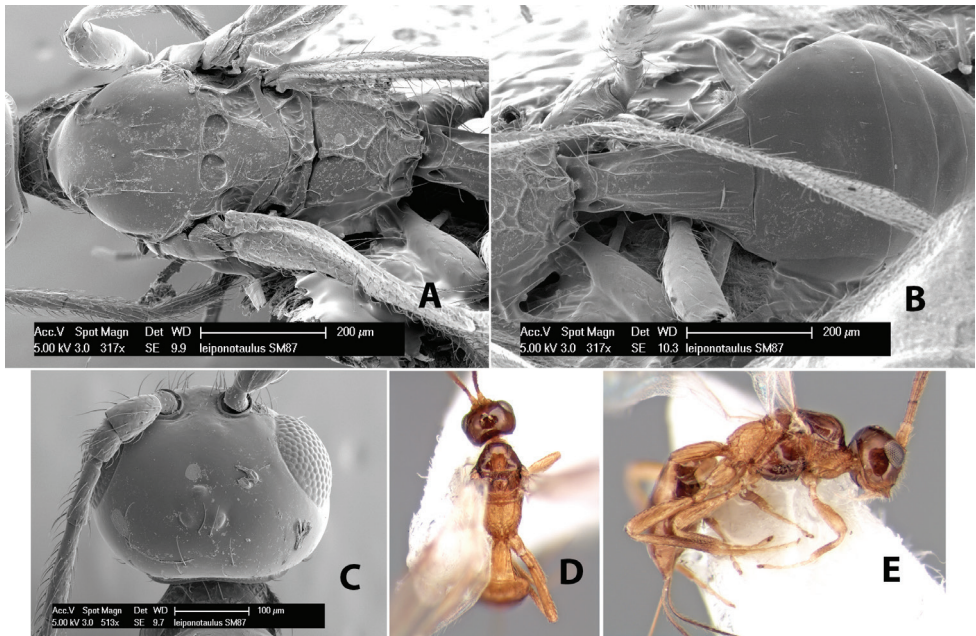 A
Acc.V Spot Magn Det WD 200 µm
5.00 kV 3.0 317x SE 9.9 leiponotaulus SM87
B
Acc.V Spot Magn Det WD 200 µm
5.00 kV 3.0 317x SE 10.3 leiponotaulus SM87
C
Acc.V Spot Magn Det WD 100 µm
5.00 kV 3.0 513x SE 9.7 leiponotaulus SM87
D
E